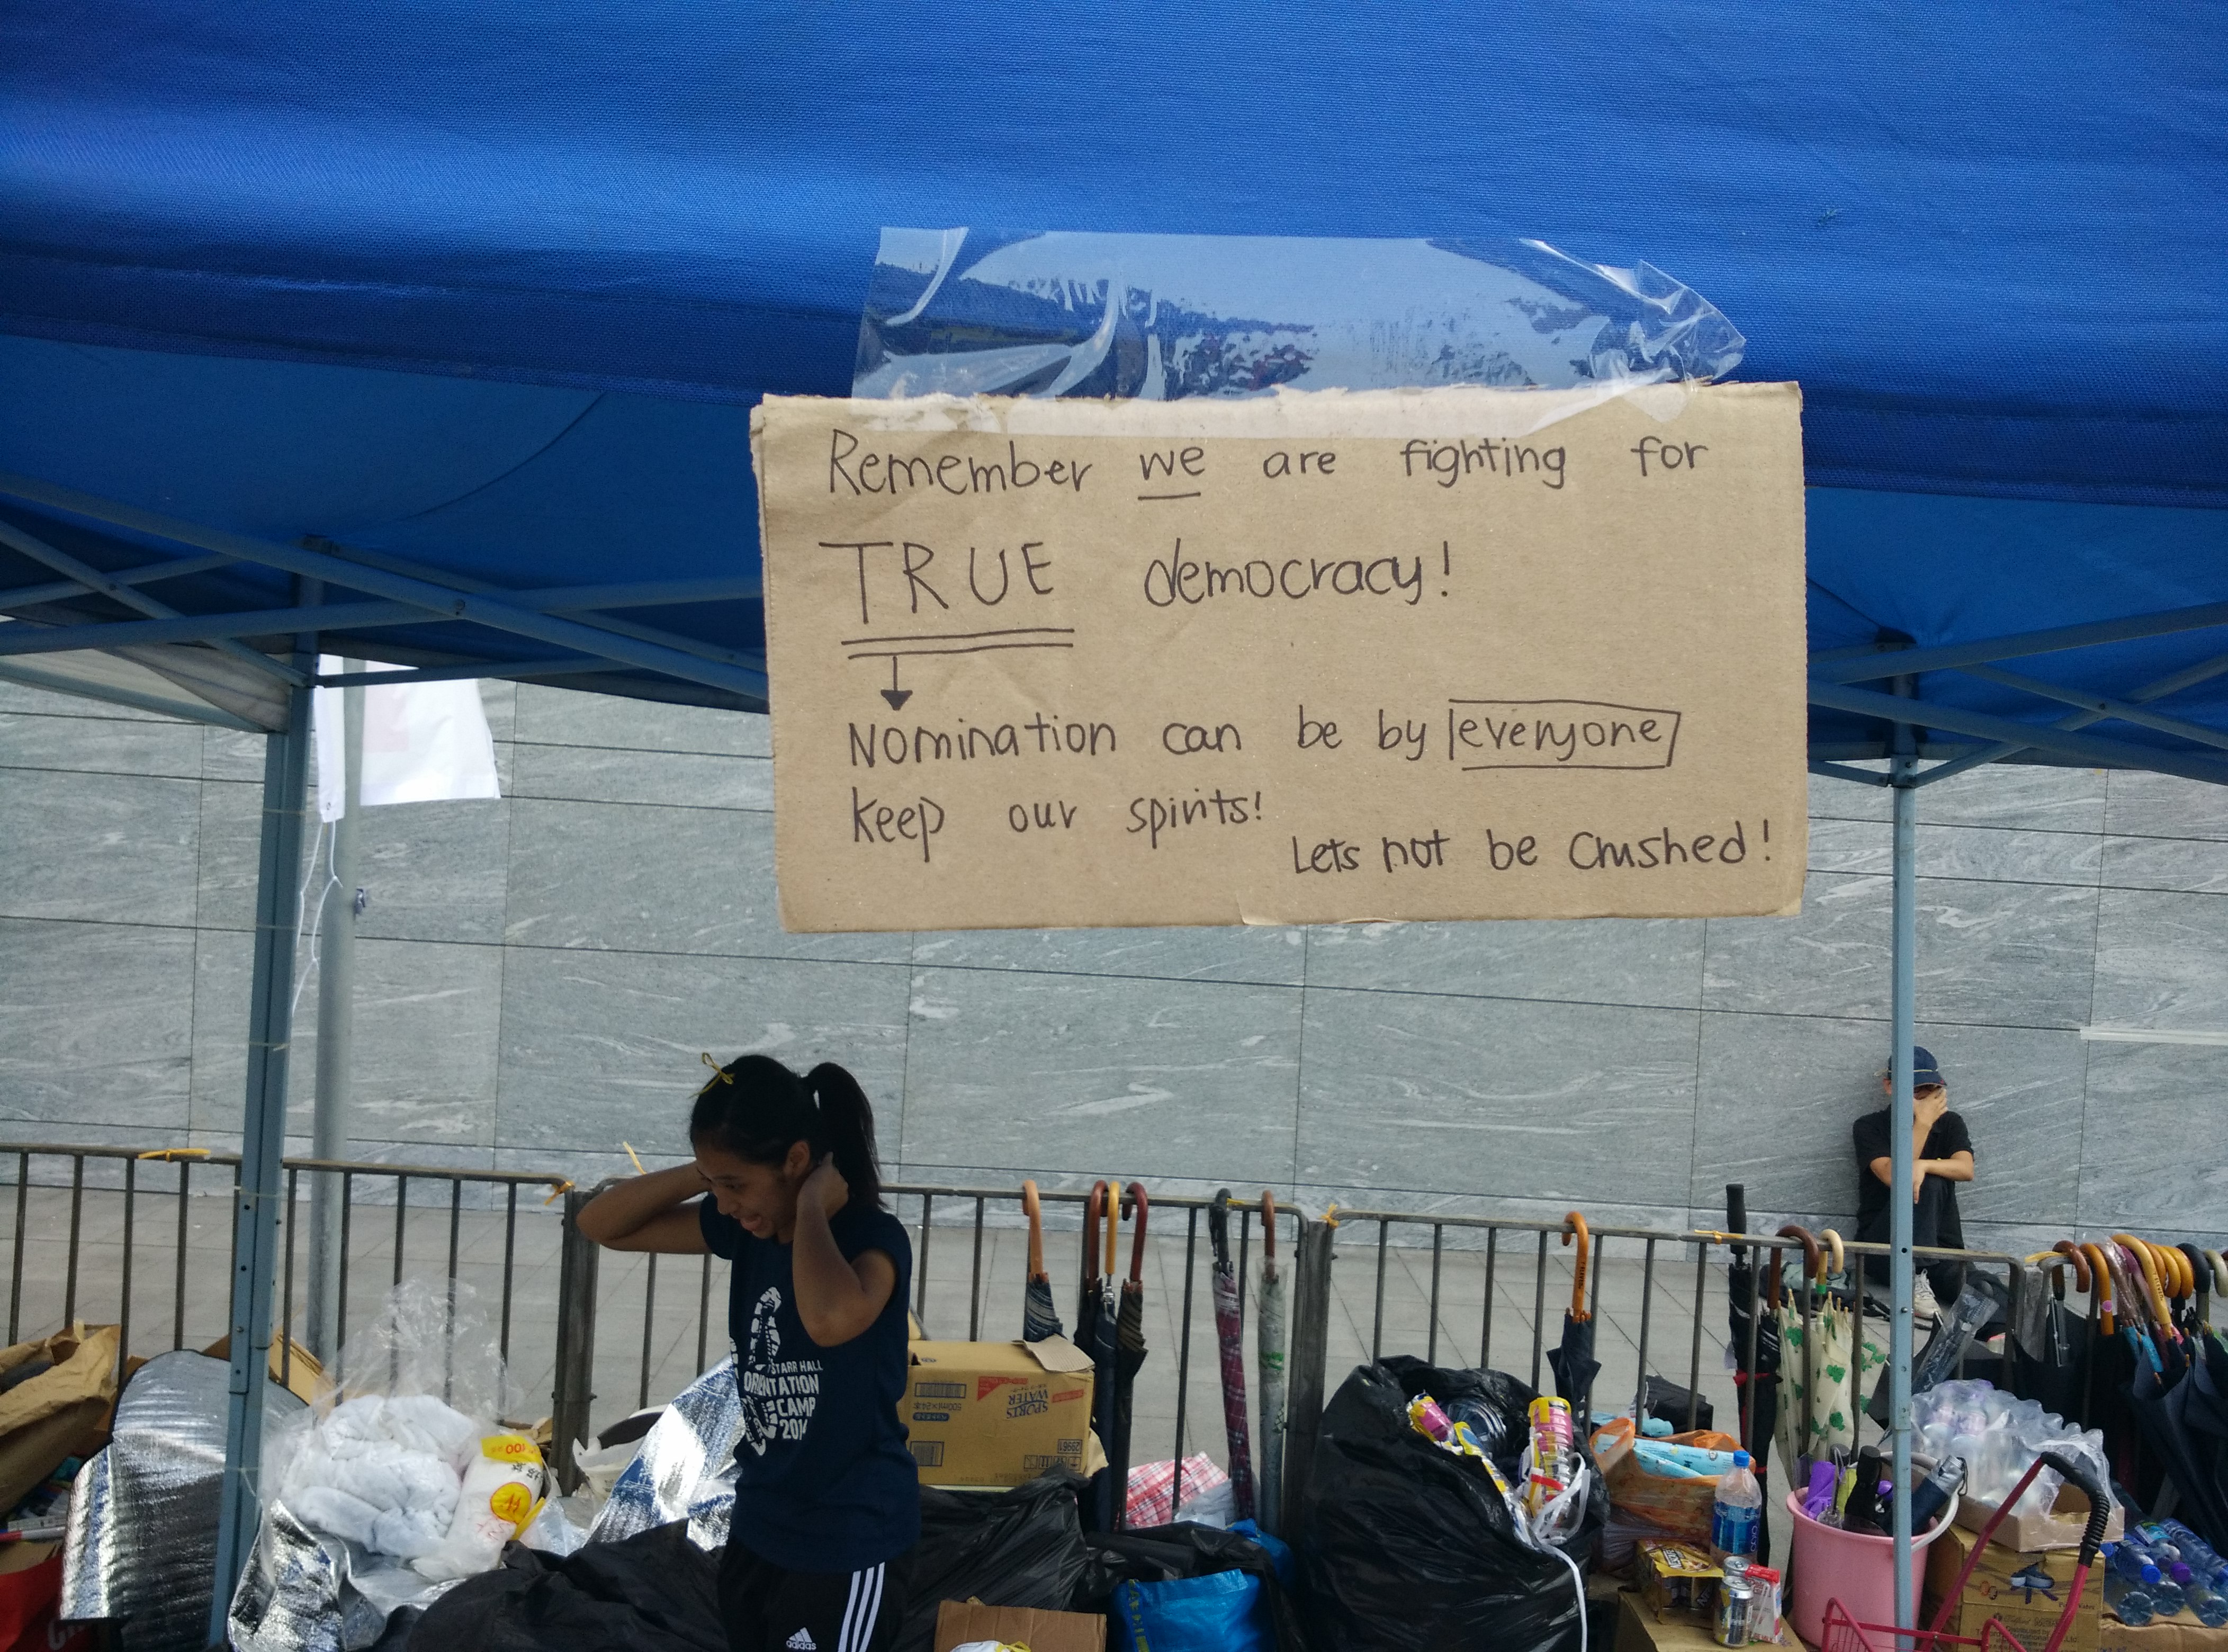 Remember we are fighting for
TRUE democracy!
Nomination can be by everyone
keep our spirits!
Lets not be crushed!
STARR HALL
ORIENTATION
CAMP
2014
adidas
SPORTS
WATER
100